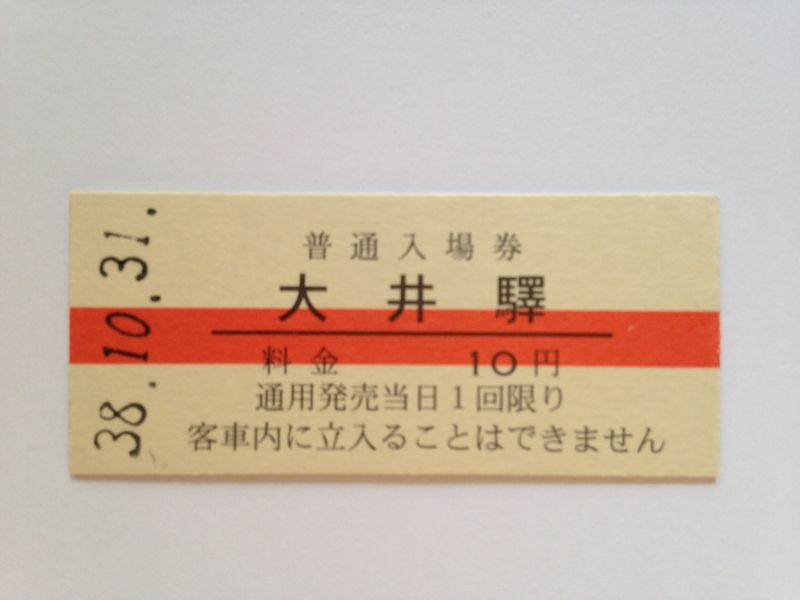 38.10.31.
普通入場券
大井驛
料金 10円
通用発売当日1回限り
客車内に立入ることはできません